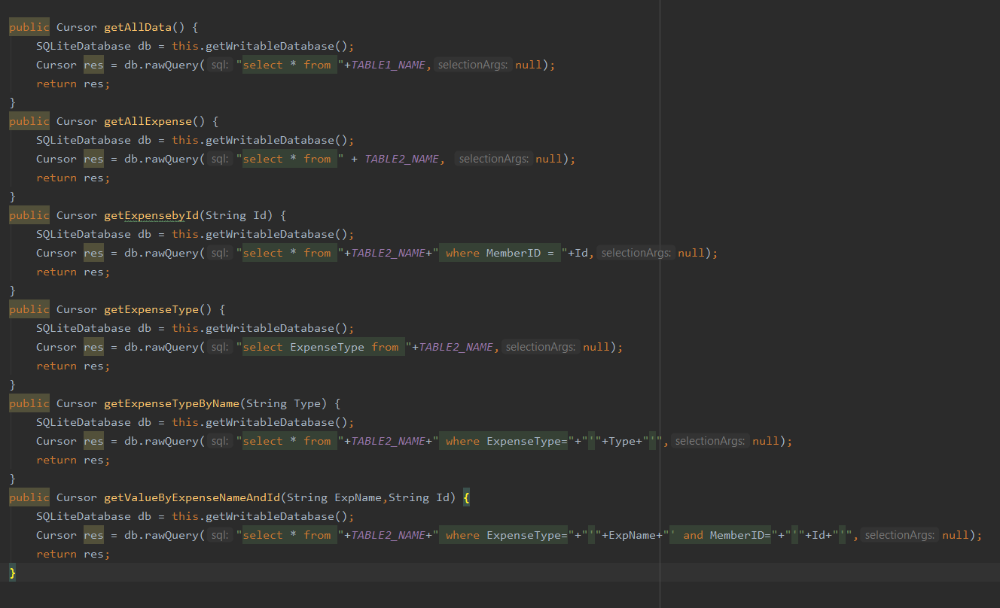 public Cursor getAllData() {
SQLiteDatabase db = this.getWritableDatabase();
Cursor res = db.rawQuery( sql: "select * from "+TABLE1_NAME, selectionArgs: null);
return res;
}
public Cursor getAllExpense() {
SQLiteDatabase db = this.getWritableDatabase();
Cursor res = db.rawQuery( sql: "select * from " + TABLE2_NAME, selectionArgs: null);
return res;
}
public Cursor getExpensebyId(String Id) {
SQLiteDatabase db = this.getWritableDatabase();
Cursor res = db.rawQuery( sql: "select * from "+TABLE2_NAME+" where MemberID = "+Id, selectionArgs: null);
return res;
}
public Cursor getExpenseType() {
SQLiteDatabase db = this.getWritableDatabase();
Cursor res = db.rawQuery( sql: "select ExpenseType from "+TABLE2_NAME, selectionArgs: null);
return res;
}
public Cursor getExpenseTypeByName(String Type) {
SQLiteDatabase db = this.getWritableDatabase();
Cursor res = db.rawQuery( sql: "select * from "+TABLE2_NAME+" where ExpenseType="+"'"+Type+"'", selectionArgs: null);
return res;
}
public Cursor getValueByExpenseNameAndId(String ExpName,String Id) {
SQLiteDatabase db = this.getWritableDatabase();
Cursor res = db.rawQuery( sql: "select * from "+TABLE2_NAME+" where ExpenseType="+"'"+ExpName+"' and MemberID="+"'"+Id+"'", selectionArgs: null);
return res;
}